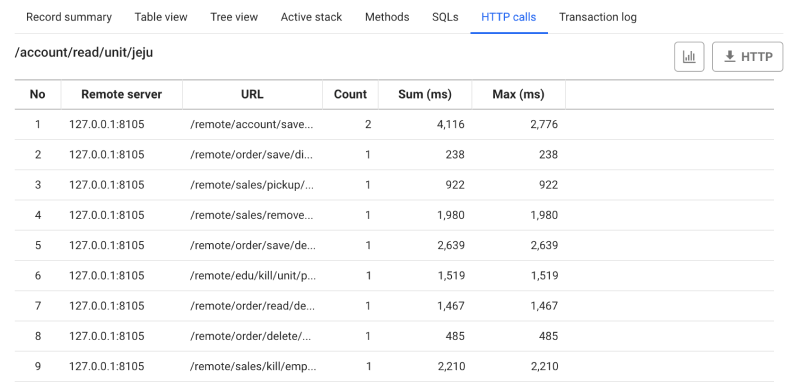 Record summary Table view Tree view Active stack Methods SQLs HTTP calls Transaction log
/account/read/unit/jeju HTTP
No Remote server URL Count Sum (ms) Max (ms)
1 127.0.0.1:8105 /remote/account/save... 2 4,116 2,776
2 127.0.0.1:8105 /remote/order/save/di... 1 238 238
3 127.0.0.1:8105 /remote/sales/pickup/... 1 922 922
4 127.0.0.1:8105 /remote/sales/remove... 1 1,980 1,980
5 127.0.0.1:8105 /remote/order/save/de... 1 2,639 2,639
6 127.0.0.1:8105 /remote/edu/kill/unit/p... 1 1,519 1,519
7 127.0.0.1:8105 /remote/order/read/de... 1 1,467 1,467
8 127.0.0.1:8105 /remote/order/delete/... 1 485 485
9 127.0.0.1:8105 /remote/sales/kill/emp... 1 2,210 2,210